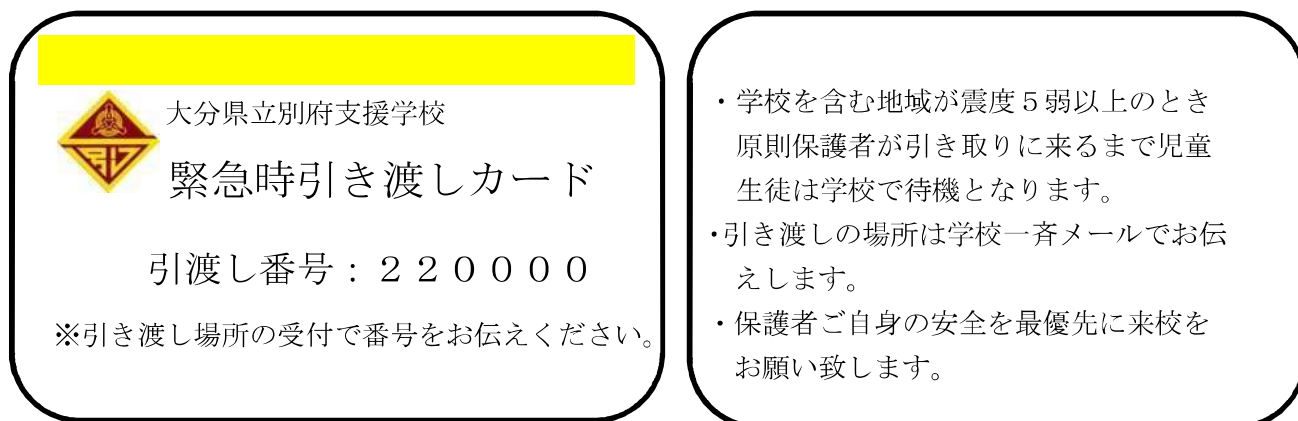 大分県立別府支援学校
緊急時引き渡しカード
引渡し番号：２２００００
※引き渡し場所の受付で番号をお伝えください。
・学校を含む地域が震度５弱以上のとき
原則保護者が引き取りに来るまで児童
生徒は学校で待機となります。
・引き渡しの場所は学校一斉メールでお伝
えします。
・保護者ご自身の安全を最優先に来校を
お願い致します。